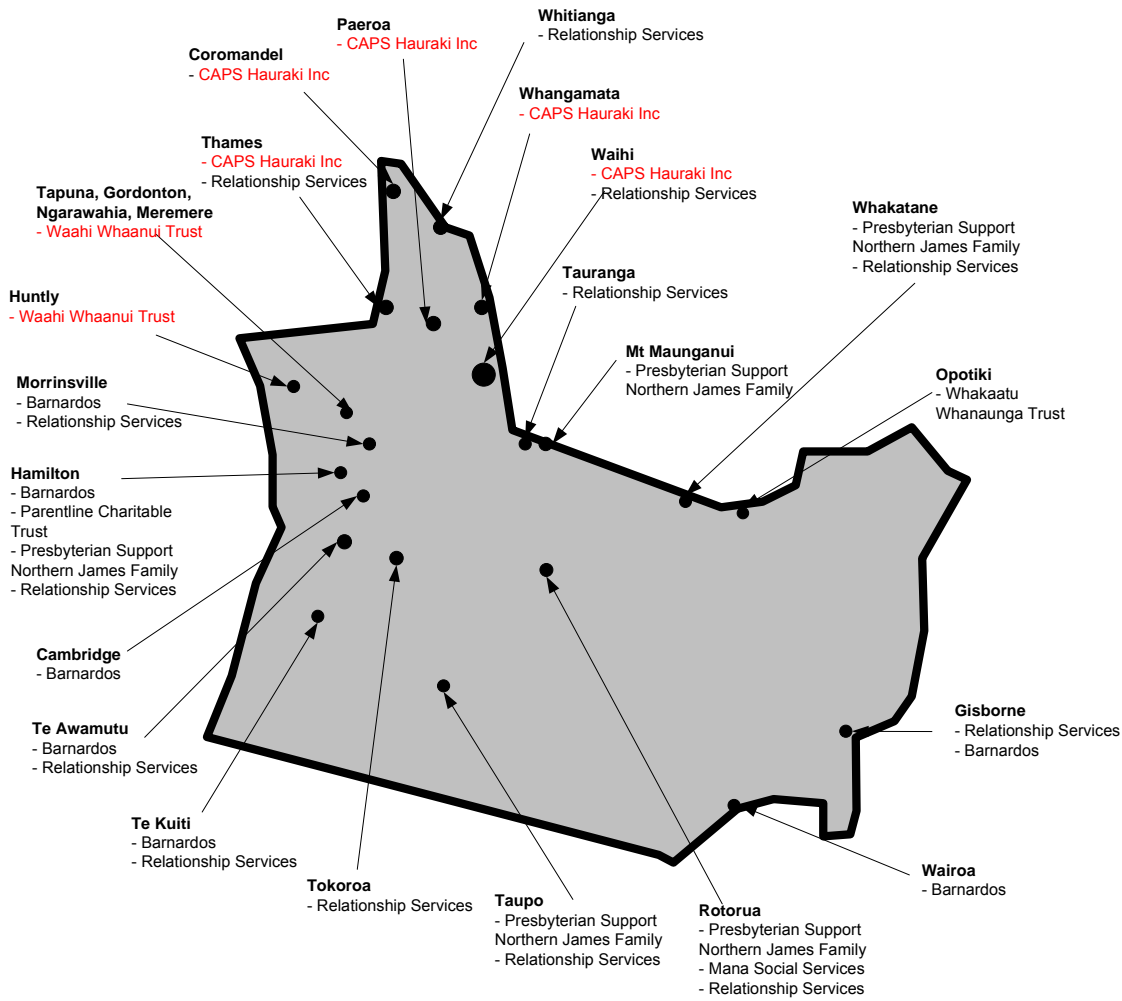 Whitianga
- Relationship Services
Paeroa
- CAPS Hauraki Inc
Coromandel
- CAPS Hauraki Inc
Whangamata
- CAPS Hauraki Inc
Thames
- CAPS Hauraki Inc
- Relationship Services
Waihi
- CAPS Hauraki Inc
- Relationship Services
Tapuna, Gordonton,
Ngarawahia, Meremere
- Waahi Whaanui Trust
Whakatane
- Presbyterian Support
Northern James Family
- Relationship Services
Tauranga
- Relationship Services
Huntly
- Waahi Whaanui Trust
Mt Maunganui
- Presbyterian Support
Northern James Family
Opotiki
- Whakaatu
Whanaunga Trust
Morrinsville
- Barnardos
- Relationship Services
Hamilton
- Barnardos
- Parentline Charitable
Trust
- Presbyterian Support
Northern James Family
- Relationship Services
Cambridge
- Barnardos
Te Awamutu
- Barnardos
- Relationship Services
Gisborne
- Relationship Services
- Barnardos
Te Kuiti
- Barnardos
- Relationship Services
Wairoa
- Barnardos
Tokoroa
- Relationship Services
Taupo
- Presbyterian Support
Northern James Family
- Relationship Services
Rotorua
- Presbyterian Support
Northern James Family
- Mana Social Services
- Relationship Services